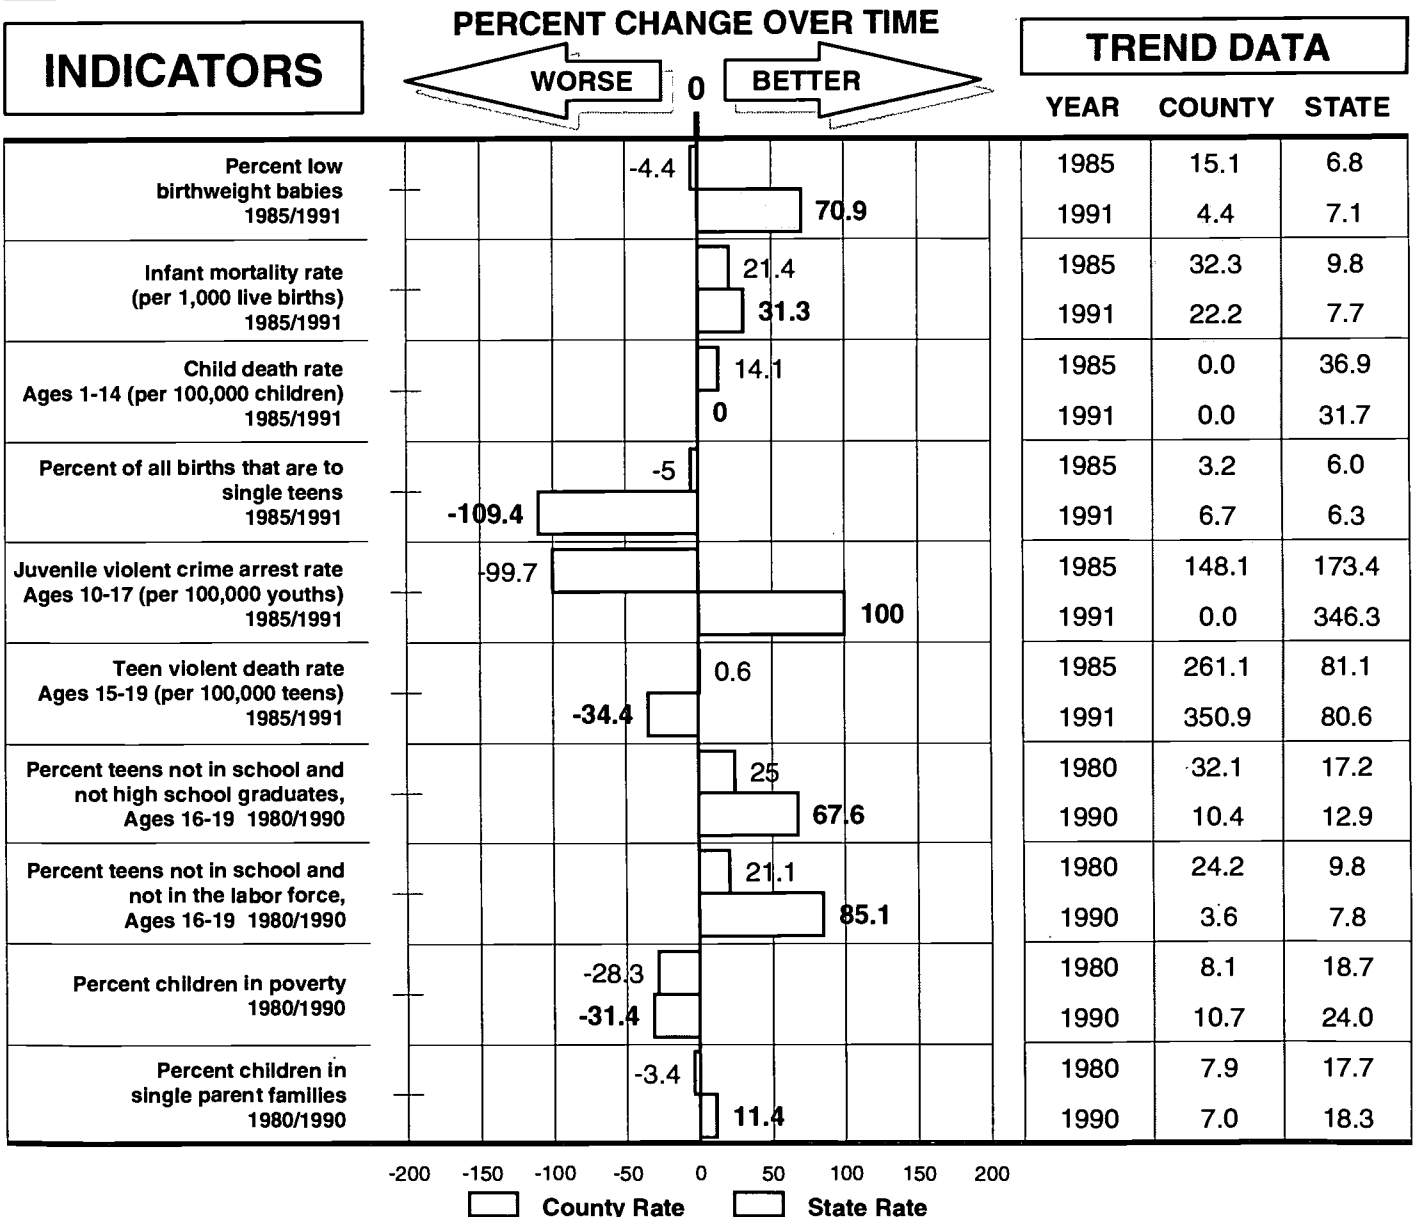 PERCENT CHANGE OVER TIME
INDICATORS
WORSE
0
BETTER
TREND DATA
YEAR COUNTY STATE
Percent low
birthweight babies
1985/1991
-4.4
70.9
1985 15.1 6.8
1991 4.4 7.1
Infant mortality rate
(per 1,000 live births)
1985/1991
21.4
31.3
1985 32.3 9.8
1991 22.2 7.7
Child death rate
Ages 1-14 (per 100,000 children)
1985/1991
14.1
0
1985 0.0 36.9
1991 0.0 31.7
Percent of all births that are to
single teens
1985/1991
-5
-109.4
1985 3.2 6.0
1991 6.7 6.3
Juvenile violent crime arrest rate
Ages 10-17 (per 100,000 youths)
1985/1991
-99.7
100
1985 148.1 173.4
1991 0.0 346.3
Teen violent death rate
Ages 15-19 (per 100,000 teens)
1985/1991
0.6
-34.4
1985 261.1 81.1
1991 350.9 80.6
Percent teens not in school and
not high school graduates,
Ages 16-19 1980/1990
25
67.6
1980 32.1 17.2
1990 10.4 12.9
Percent teens not in school and
not in the labor force,
Ages 16-19 1980/1990
21.1
85.1
1980 24.2 9.8
1990 3.6 7.8
Percent children in poverty
1980/1990
-28.3
-31.4
1980 8.1 18.7
1990 10.7 24.0
Percent children in
single parent families
1980/1990
-3.4
11.4
1980 7.9 17.7
1990 7.0 18.3
-200 -150 -100 -50 0 50 100 150 200
County Rate State Rate